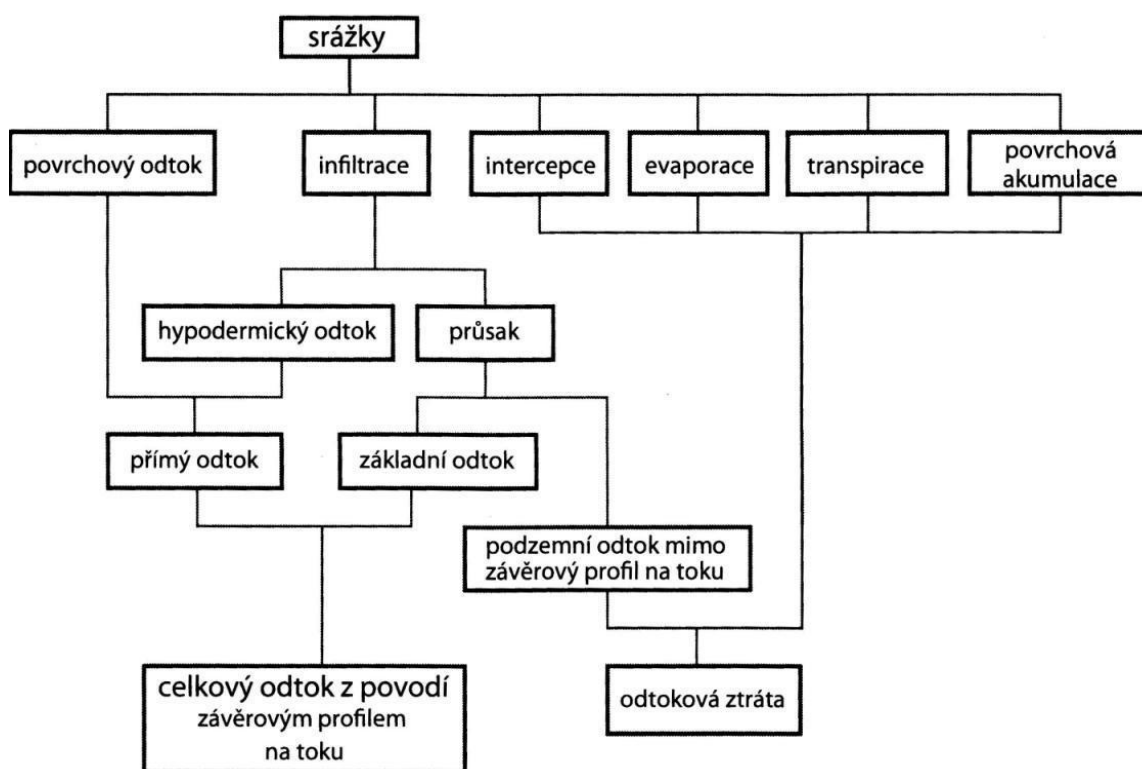 srážky
povrchový odtok
infiltrace
intercepce
evaporace
transpirace
povrchová
akumulace
hypodermický odtok
průsak
přímý odtok
základní odtok
podzemní odtok mimo
závěrový profil na toku
celkový odtok z povodí
závěrovým profilem
na toku
odtoková ztráta